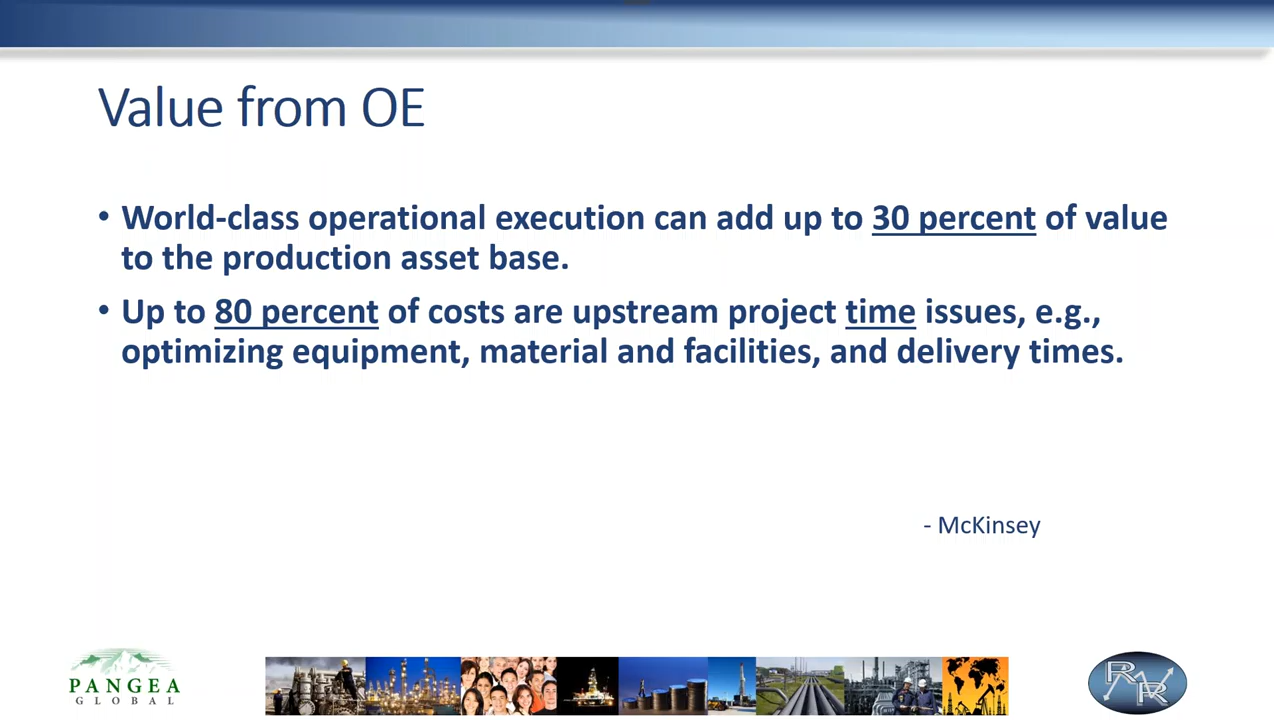 Value from OE
• World-class operational execution can add up to 30 percent of value
to the production asset base.
• Up to 80 percent of costs are upstream project time issues, e.g.,
optimizing equipment, material and facilities, and delivery times.
- McKinsey
PANGEA
GLOBAL
RR